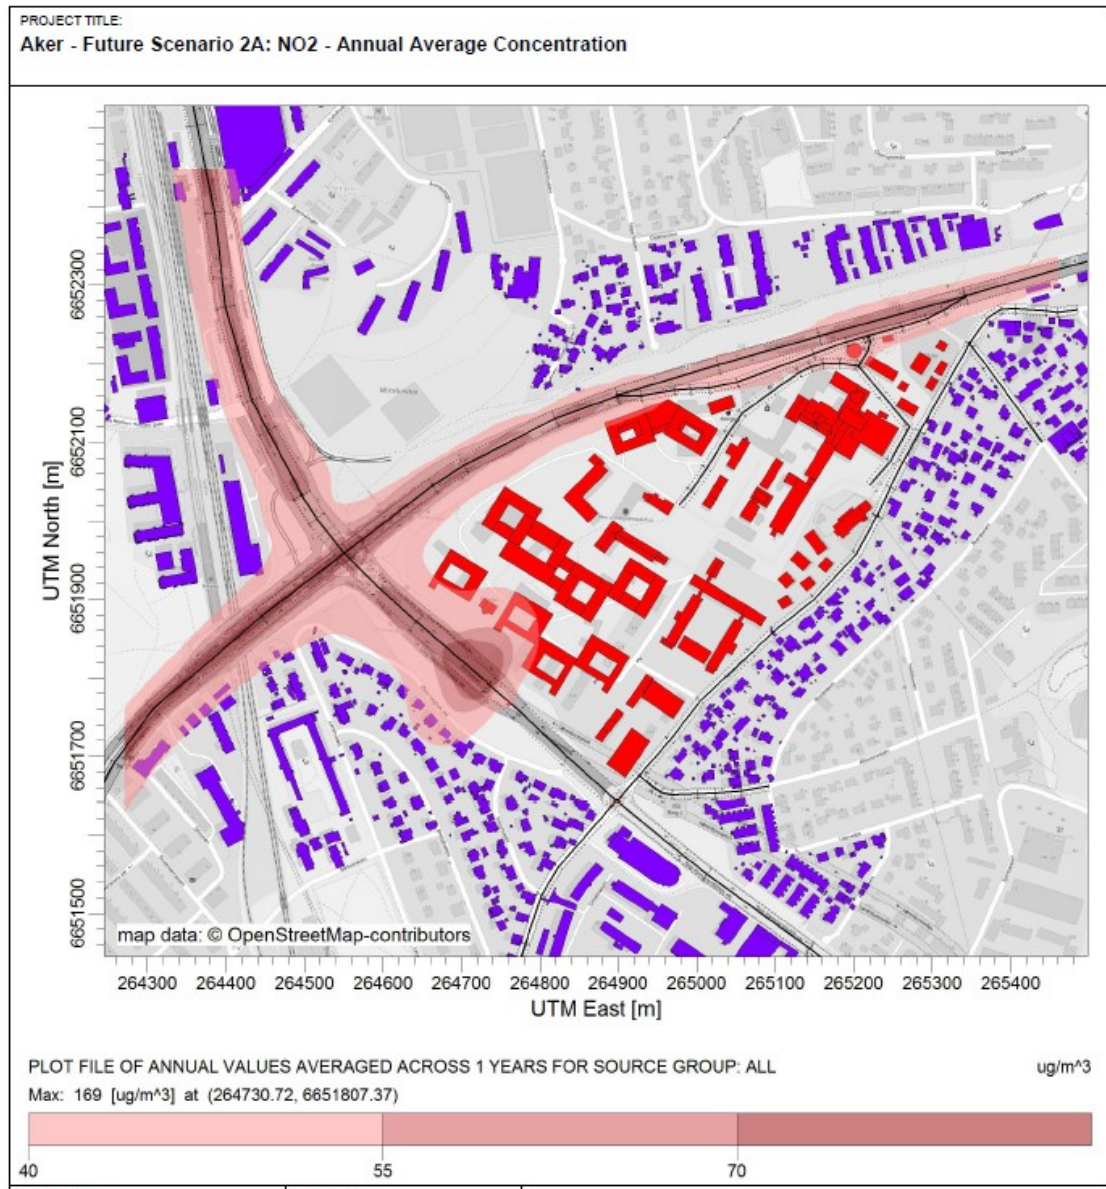 PROJECT TITLE:
Aker - Future Scenario 2A: NO2 - Annual Average Concentration
UTM North [m]
6652300
6652100
6651900
6651700
6651500
map data: © OpenStreetMap-contributors
264300 264400 264500 264600 264700 264800 264900 265000 265100 265200 265300 265400
UTM East [m]
PLOT FILE OF ANNUAL VALUES AVERAGED ACROSS 1 YEARS FOR SOURCE GROUP: ALL ug/m^3
Max: 169 [ug/m^3] at (264730.72, 6651807.37)
40 55 70